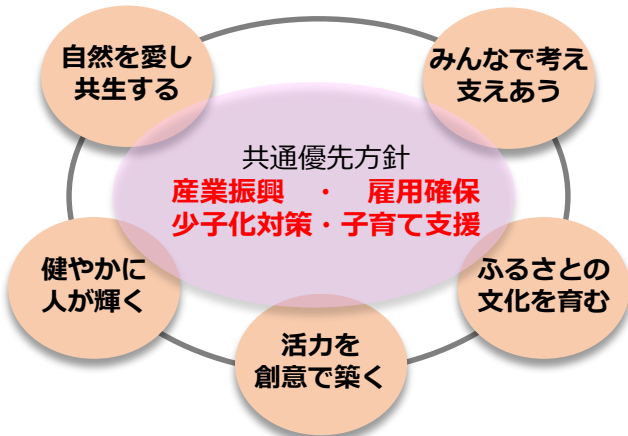 自然を愛し
共生する
みんなで考え
支えあう
共通優先方針
産業振興　・　雇用確保
少子化対策・子育て支援
健やかに
人が輝く
ふるさとの
文化を育む
活力を
創意で築く